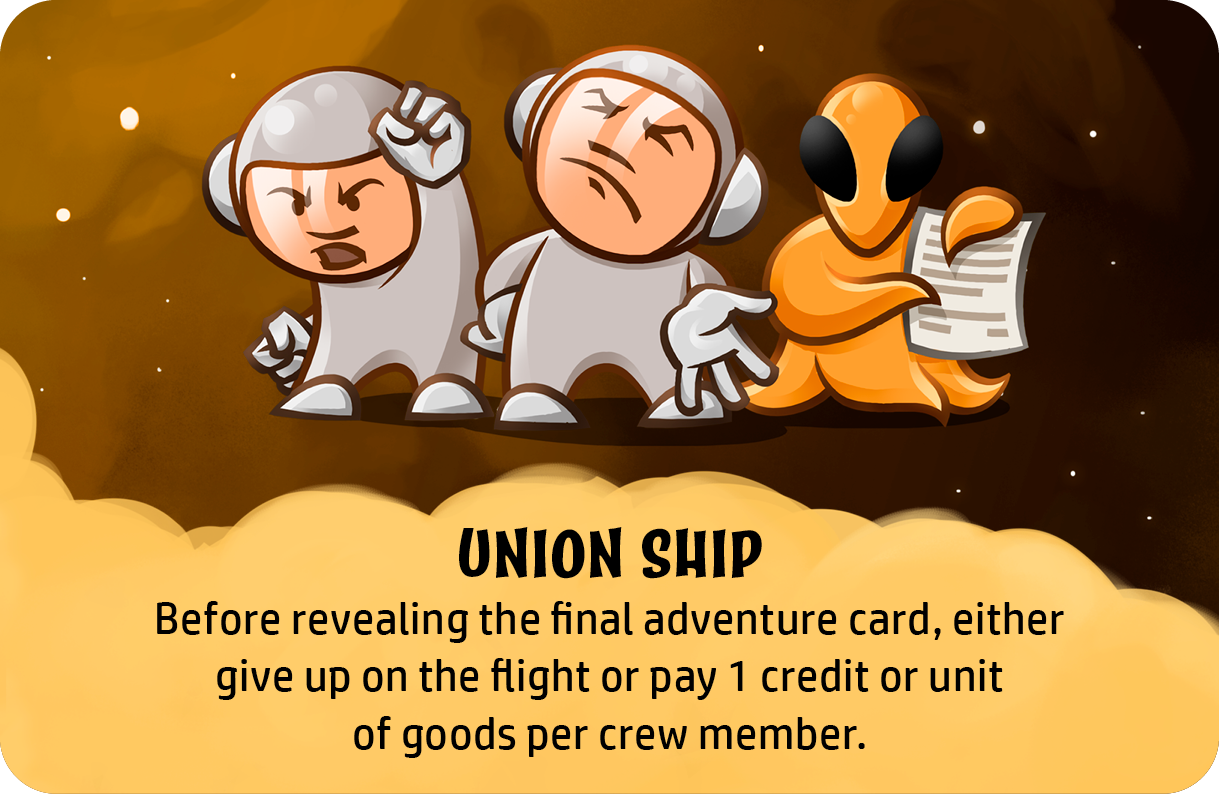 UNION SHIP
Before revealing the final adventure card, either
give up on the flight or pay 1 credit or unit
of goods per crew member.